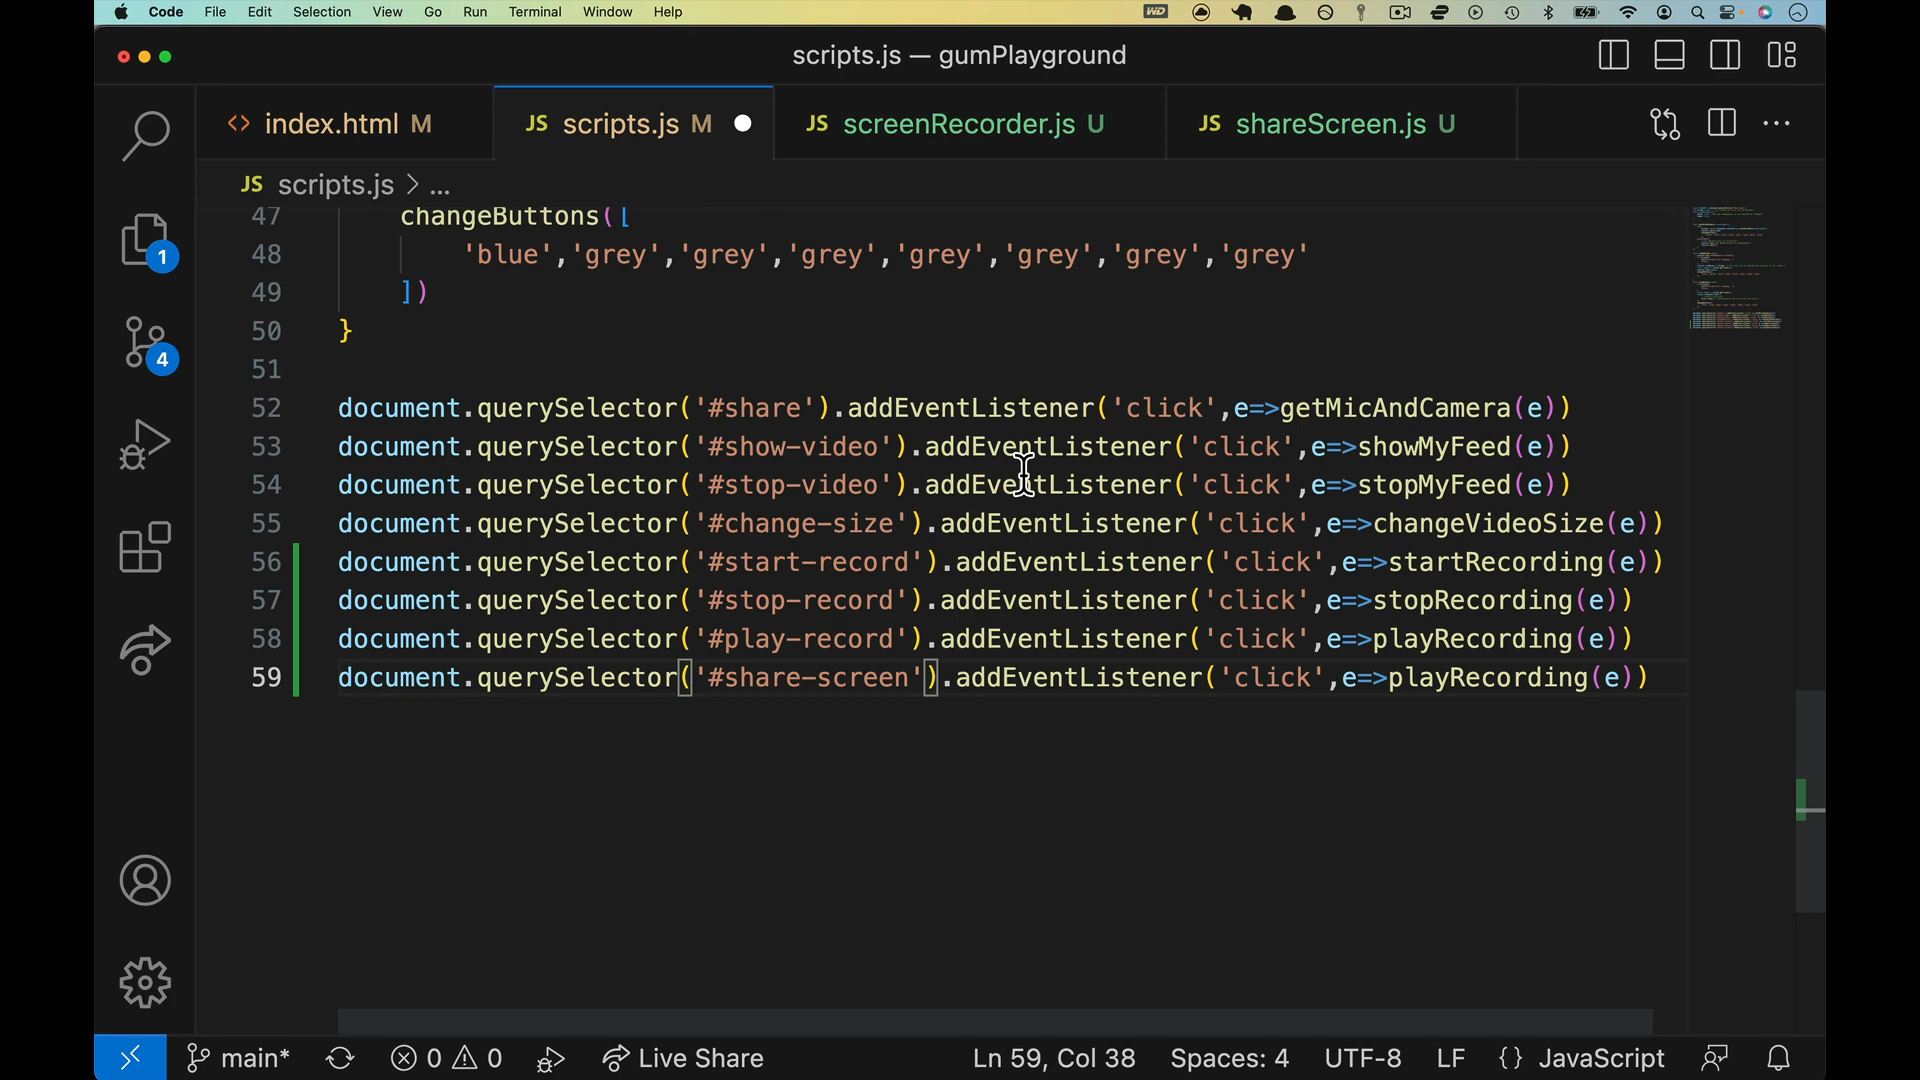 Code File Edit Selection View Go Run Terminal Window Help
scripts.js — gumPlayground
index.html M JS scripts.js M JS screenRecorder.js U JS shareScreen.js U
JS scripts.js > ...
47 changeButtons([
48 'blue','grey','grey','grey','grey','grey','grey','grey'
49 ])
50 }
51
52 document.querySelector('#share').addEventListener('click',e=>getMicAndCamera(e))
53 document.querySelector('#show-video').addEventListener('click',e=>showMyFeed(e))
54 document.querySelector('#stop-video').addEventListener('click',e=>stopMyFeed(e))
55 document.querySelector('#change-size').addEventListener('click',e=>changeVideoSize(e))
56 document.querySelector('#start-record').addEventListener('click',e=>startRecording(e))
57 document.querySelector('#stop-record').addEventListener('click',e=>stopRecording(e))
58 document.querySelector('#play-record').addEventListener('click',e=>playRecording(e))
59 document.querySelector('#share-screen').addEventListener('click',e=>playRecording(e))
1
4
main* 0 0 Live Share Ln 59, Col 38 Spaces: 4 UTF-8 LF {} JavaScript